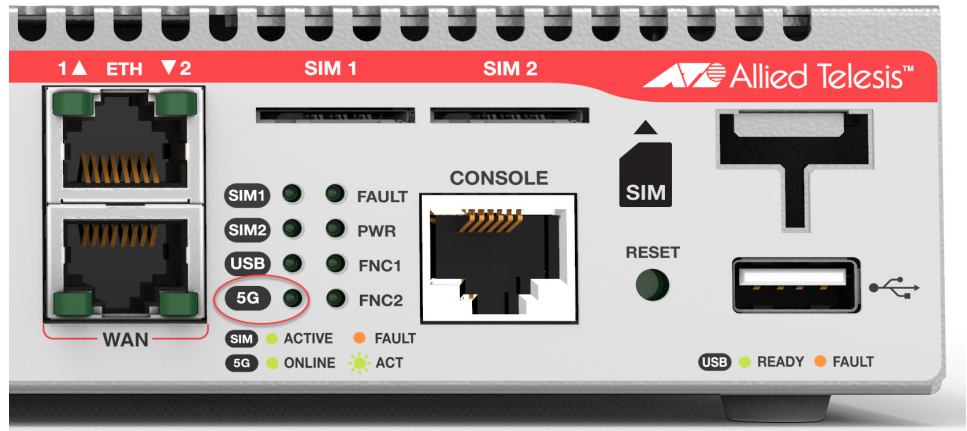 1▲ ETH ▼2
SIM 1
SIM 2
Allied Telesis™
SIM
CONSOLE
SIM1 FAULT
SIM2 PWR
USB FNC1
5G FNC2
RESET
WAN
SIM ACTIVE FAULT
5G ONLINE ACT
USB READY FAULT